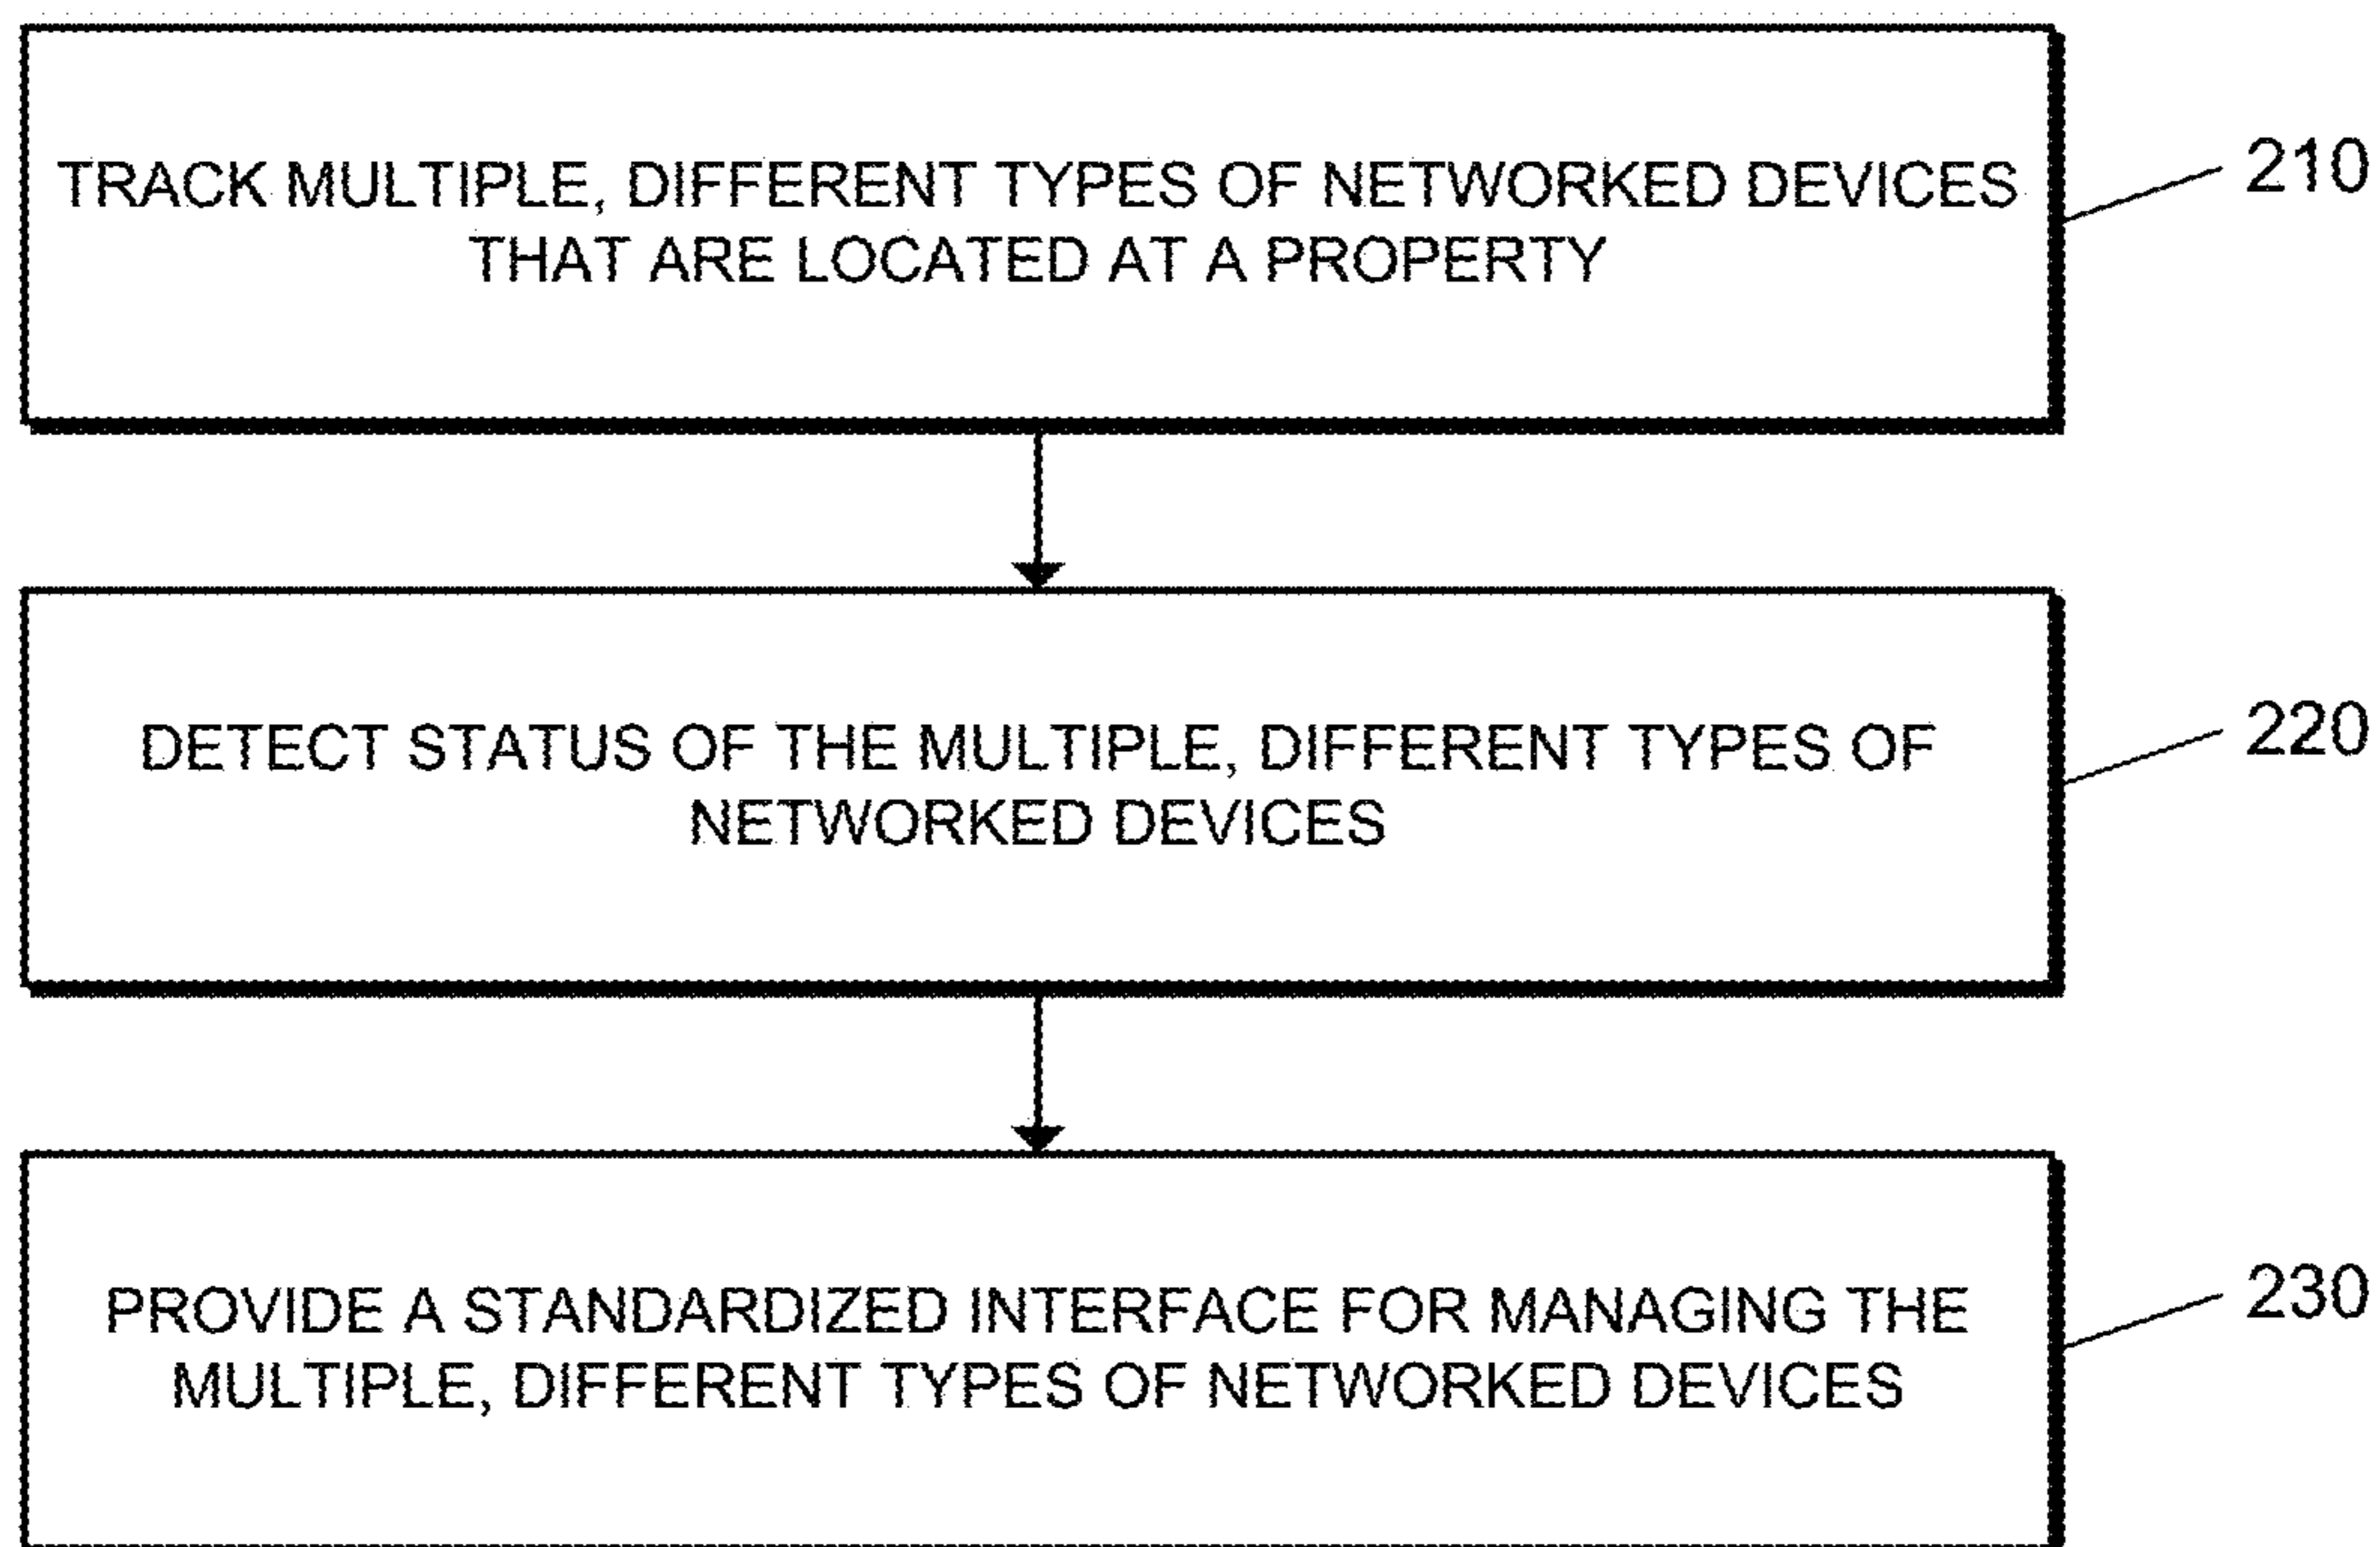 TRACK MULTIPLE, DIFFERENT TYPES OF NETWORKED DEVICES
THAT ARE LOCATED AT A PROPERTY
210
DETECT STATUS OF THE MULTIPLE, DIFFERENT TYPES OF
NETWORKED DEVICES
220
PROVIDE A STANDARDIZED INTERFACE FOR MANAGING THE
MULTIPLE, DIFFERENT TYPES OF NETWORKED DEVICES
230